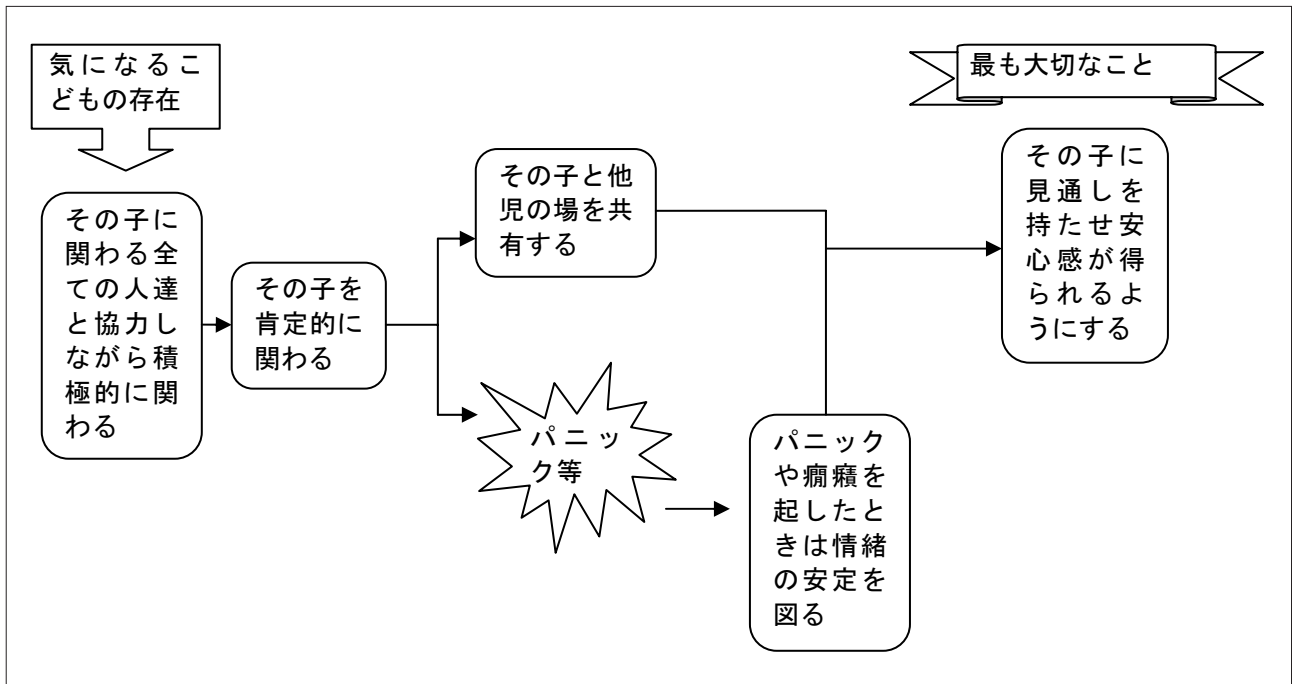 気になるこ
どもの存在
最も大切なこと
その子に
関わる全
ての人達
と協力し
ながら積
極的に関
わる
その子を
肯定的に
関わる
その子と他
児の場を共
有する
パニッ
ク等
パニック
や癇癪を
起したと
きは情緒
の安定を
図る
その子に
見通しを
持たせ安
心感が得
られるよ
うにする